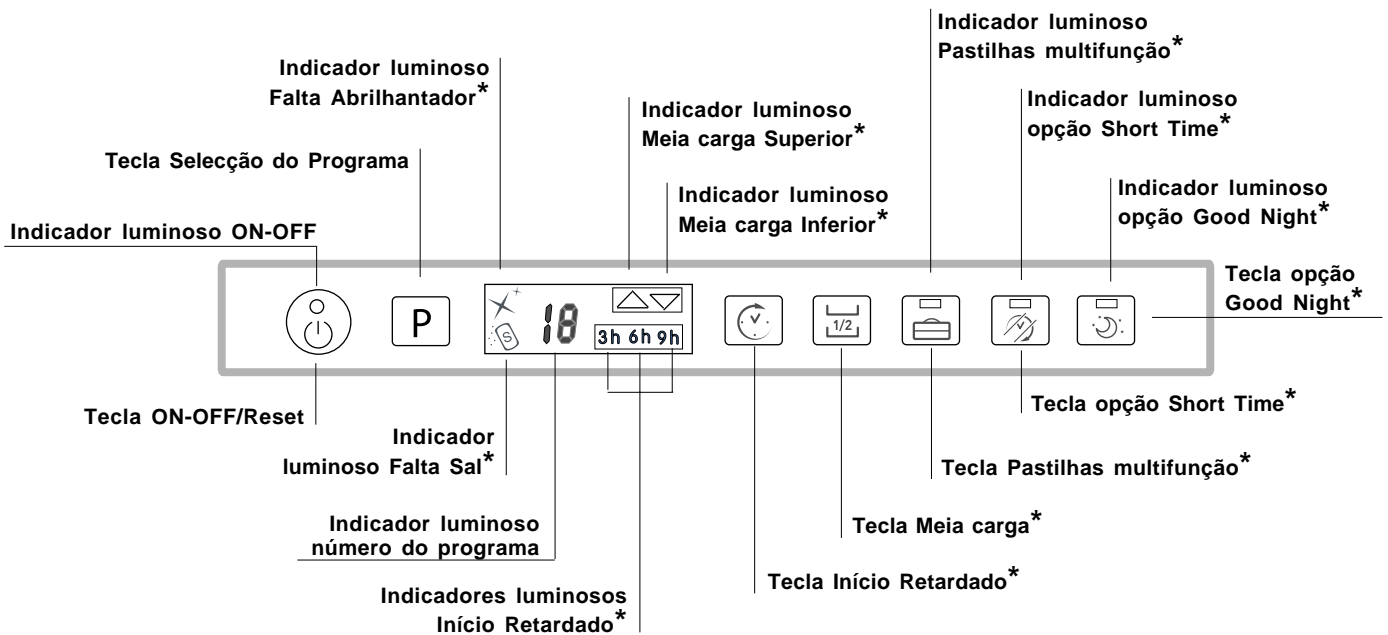 Indicador luminoso
Pastilhas multifunção*
Indicador luminoso
Falta Abrilhantador*
Indicador luminoso
Meia carga Superior*
Indicador luminoso
opção Short Time*
Tecla Selecção do Programa
Indicador luminoso
Meia carga Inferior*
Indicador luminoso
opção Good Night*
Indicador luminoso ON-OFF
Tecla opção
Good Night*
P
S
18
3h 6h 9h
1/2
Tecla ON-OFF/Reset
Indicador
luminoso Falta Sal*
Tecla opção Short Time*
Tecla Pastilhas multifunção*
Indicador luminoso
número do programa
Tecla Meia carga*
Tecla Início Retardado*
Indicadores luminosos
Início Retardado*